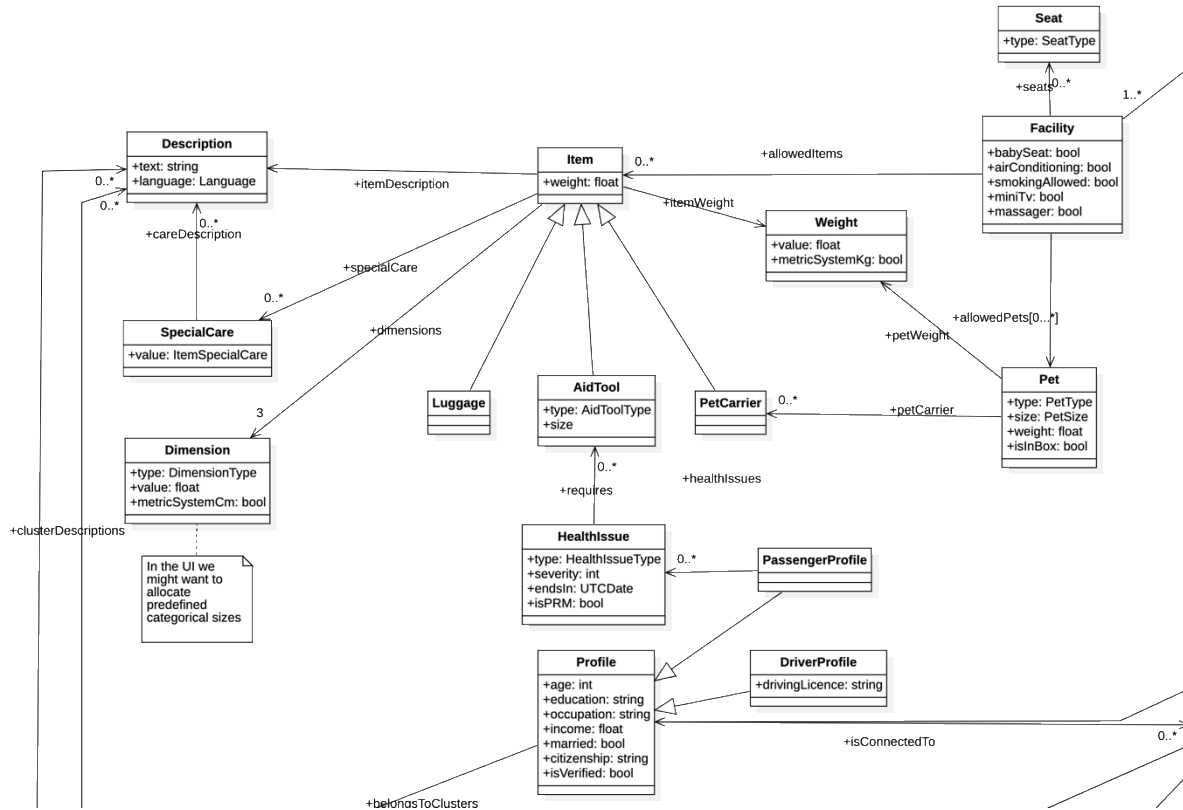 Seat
+type: SeatType
+seats
0..*
1..*
Facility
+babySeat: bool
+airConditioning: bool
+smokingAllowed: bool
+miniTv: bool
+massager: bool
Description
+text: string
+language: Language
0..*
0..*
+itemDescription
Item
+weight: float
0..*
+allowedItems
+itemWeight
Weight
+value: float
+metricSystemKg: bool
0..*
+careDescription
+specialCare
0..*
SpecialCare
+value: ItemSpecialCare
+dimensions
+allowedPets[0...*]
+petWeight
Pet
+type: PetType
+size: PetSize
+weight: float
+isInBox: bool
Luggage
AidTool
+type: AidToolType
+size
PetCarrier
0..*
+petCarrier
3
Dimension
+type: DimensionType
+value: float
+metricSystemCm: bool
0..*
+requires
+healthIssues
+clusterDescriptions
In the UI we
might want to
allocate
predefined
categorical sizes
HealthIssue
+type: HealthIssueType
+severity: int
+endsIn: UTCDate
+isPRM: bool
0..*
PassengerProfile
Profile
+age: int
+education: string
+occupation: string
+income: float
+married: bool
+citizenship: string
+isVerified: bool
DriverProfile
+drivingLicence: string
+isConnectedTo
0..*
+belongsToClusters